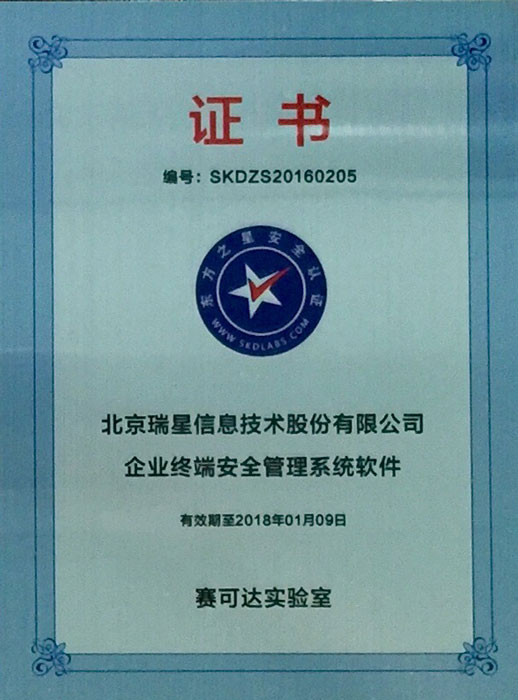 证书
编号：SKDZS20160205
东方之星安全认证
WWW.SKDLABS.COM
北京瑞星信息技术股份有限公司
企业终端安全管理系统软件
有效期至2018年01月09日
赛可达实验室